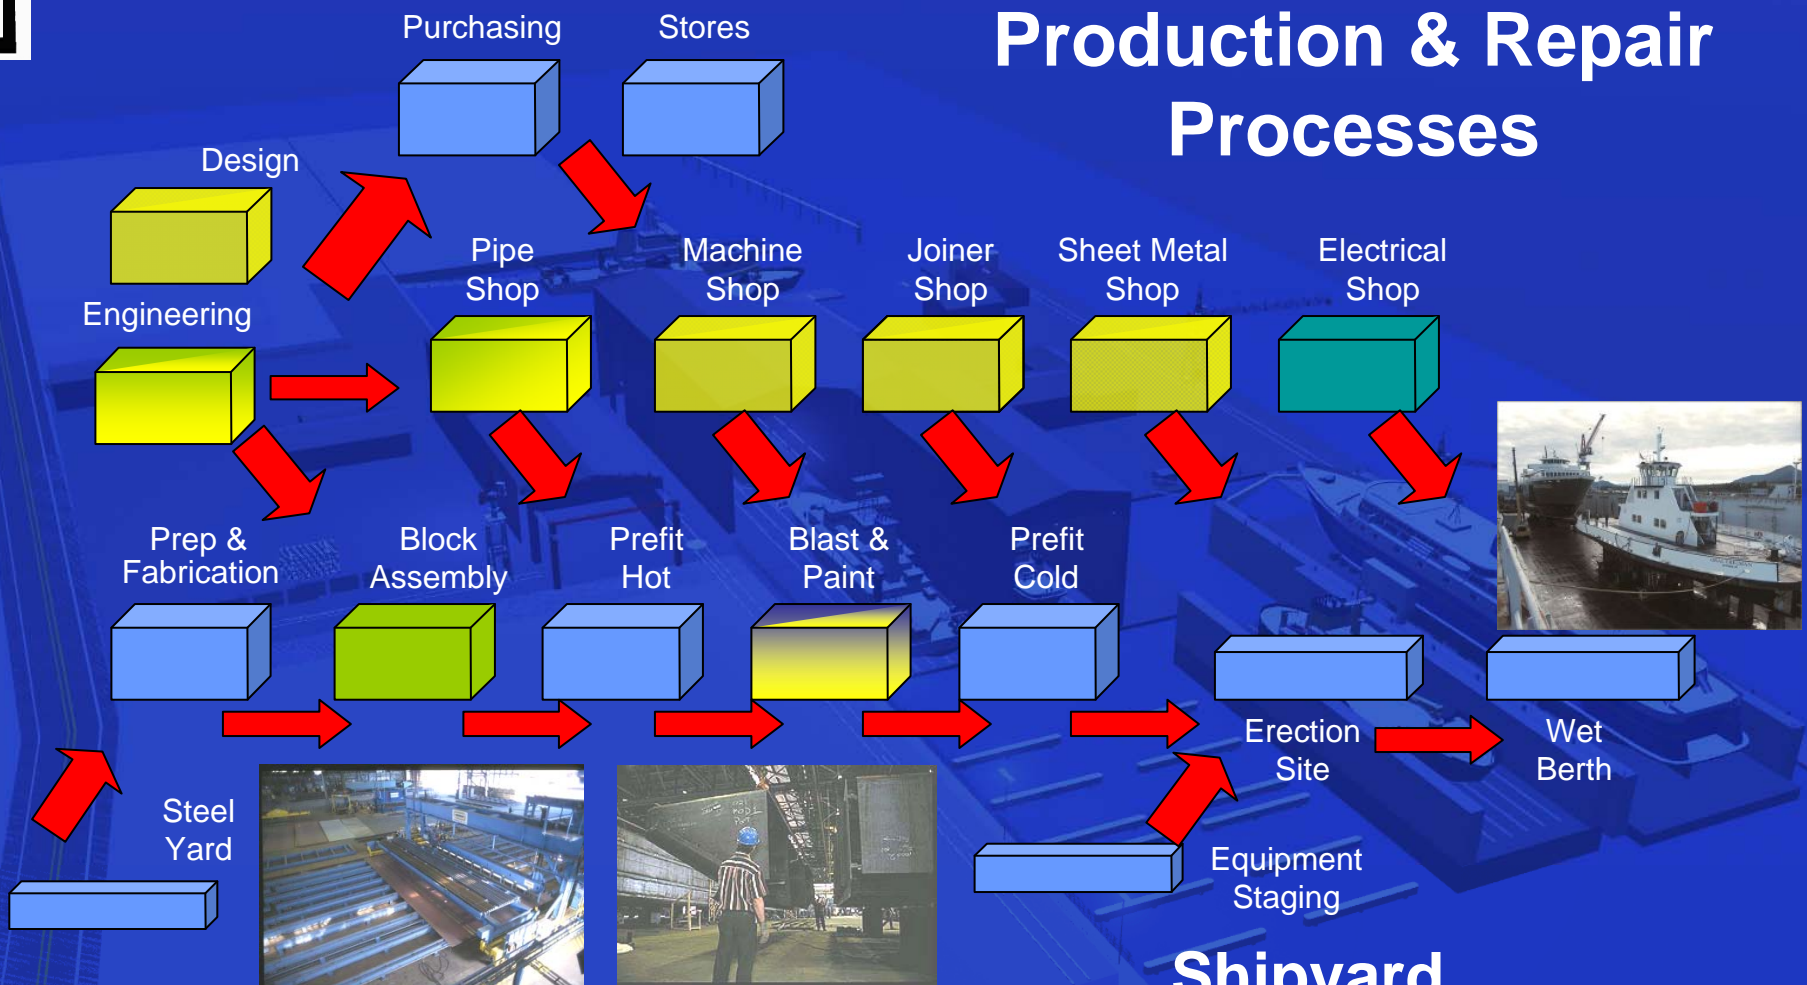 Production & Repair
Processes
Purchasing
Stores
Design
Engineering
Pipe
Shop
Machine
Shop
Joiner
Shop
Sheet Metal
Shop
Electrical
Shop
Prep &
Fabrication
Block
Assembly
Prefit
Hot
Blast &
Paint
Prefit
Cold
Erection
Site
Wet
Berth
Steel
Yard
Equipment
Staging
Shipyard